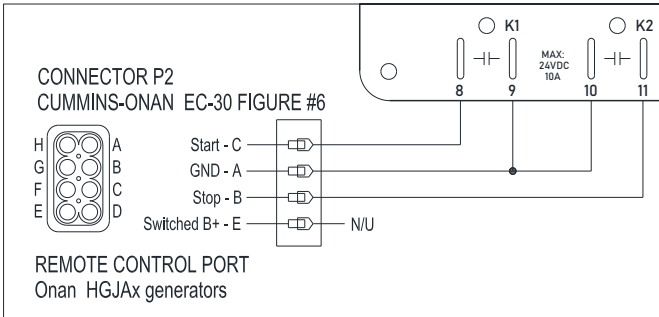 K1
K2
MAX:
24VDC
10A
8
9
10
11
CONNECTOR P2
CUMMINS-ONAN EC-30 FIGURE #6
H
A
G
B
F
C
E
D
Start - C
GND - A
Stop - B
Switched B+ - E
N/U
REMOTE CONTROL PORT
Onan HGJAx generators